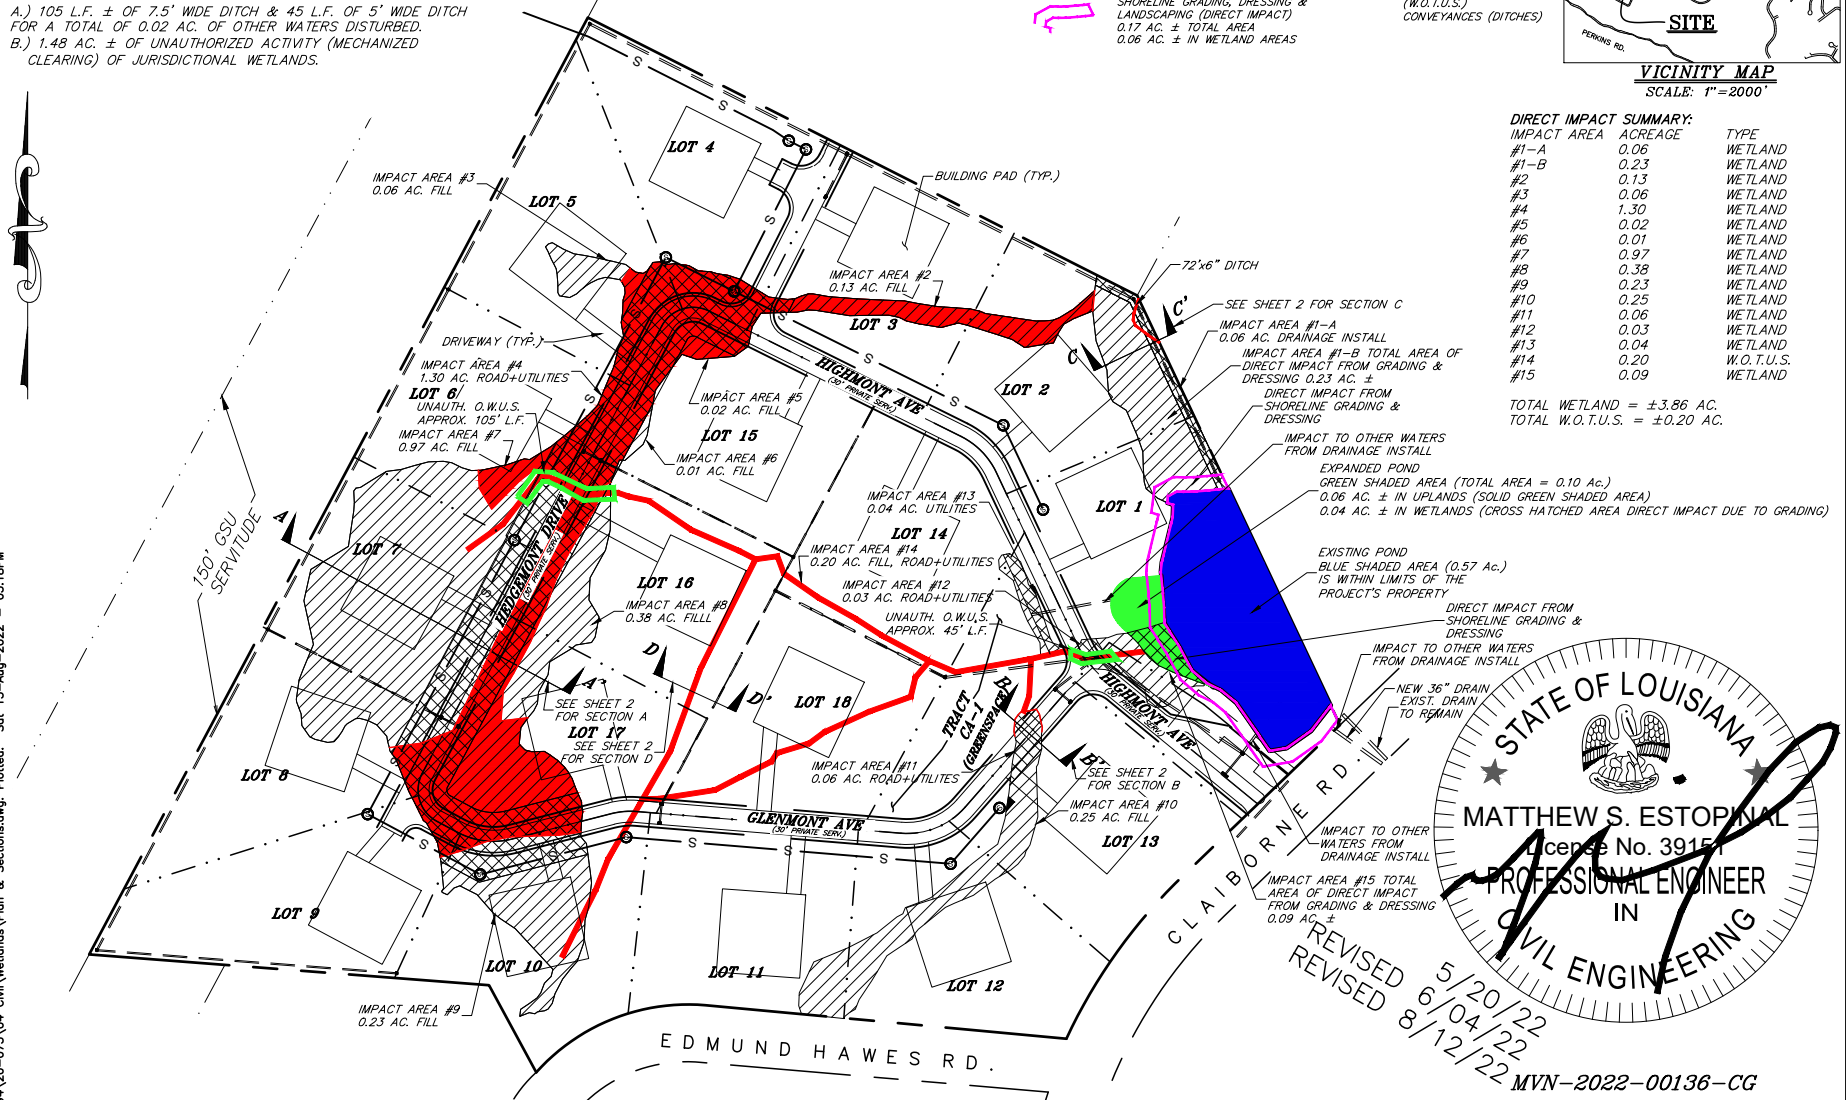 A.) 105 L.F. ± OF 7.5' WIDE DITCH & 45 L.F. OF 5' WIDE DITCH
FOR A TOTAL OF 0.02 AC. OF OTHER WATERS DISTURBED.
B.) 1.48 AC. ± OF UNAUTHORIZED ACTIVITY (MECHANIZED
CLEARING) OF JURISDICTIONAL WETLANDS.
SHORELINE GRADING, DRESSING &
LANDSCAPING (DIRECT IMPACT)
0.17 AC. ± TOTAL AREA
0.06 AC. ± IN WETLAND AREAS
(W.O.T.U.S.)
CONVEYANCES (DITCHES)
SITE
PERKINS RD.
VICINITY MAP
SCALE: 1"=2000'
DIRECT IMPACT SUMMARY:
IMPACT AREA ACREAGE TYPE
#1-A 0.06 WETLAND
#1-B 0.23 WETLAND
#2 0.13 WETLAND
#3 0.06 WETLAND
#4 1.30 WETLAND
#5 0.02 WETLAND
#6 0.01 WETLAND
#7 0.97 WETLAND
#8 0.38 WETLAND
#9 0.23 WETLAND
#10 0.25 WETLAND
#11 0.06 WETLAND
#12 0.03 WETLAND
#13 0.04 WETLAND
#14 0.20 W.O.T.U.S.
#15 0.09 WETLAND
TOTAL WETLAND = ±3.86 AC.
TOTAL W.O.T.U.S. = ±0.20 AC.
IMPACT AREA #3
0.06 AC. FILL
LOT 4
LOT 5
BUILDING PAD (TYP.)
IMPACT AREA #2
0.13 AC. FILL
LOT 3
72'x6" DITCH
SEE SHEET 2 FOR SECTION C
C'
C
IMPACT AREA #1-A
0.06 AC. DRAINAGE INSTALL
IMPACT AREA #1-B TOTAL AREA OF
DIRECT IMPACT FROM GRADING &
DRESSING 0.23 AC. ±
DIRECT IMPACT FROM
SHORELINE GRADING &
DRESSING
IMPACT TO OTHER WATERS
FROM DRAINAGE INSTALL
EXPANDED POND
GREEN SHADED AREA (TOTAL AREA = 0.10 Ac.)
0.06 AC. ± IN UPLANDS (SOLID GREEN SHADED AREA)
0.04 AC. ± IN WETLANDS (CROSS HATCHED AREA DIRECT IMPACT DUE TO GRADING)
EXISTING POND
BLUE SHADED AREA (0.57 Ac.)
IS WITHIN LIMITS OF THE
PROJECT'S PROPERTY
DIRECT IMPACT FROM
SHORELINE GRADING &
DRESSING
IMPACT TO OTHER WATERS
FROM DRAINAGE INSTALL
NEW 36" DRAIN
EXIST. DRAIN
TO REMAIN
DRIVEWAY (TYP.)
IMPACT AREA #4
1.30 AC. ROAD+UTILITIES
LOT 6
UNAUTH. O.W.U.S.
APPROX. 105' L.F.
IMPACT AREA #7
0.97 AC. FILL
IMPACT AREA #5
0.02 AC. FILL
LOT 15
IMPACT AREA #6
0.01 AC. FILL
HIGHMONT AVE
(30' PRIVATE SERV.)
LOT 2
LOT 1
IMPACT AREA #13
0.04 AC. UTILITIES
LOT 14
IMPACT AREA #14
0.20 AC. FILL, ROAD+UTILITIES
IMPACT AREA #12
0.03 AC. ROAD+UTILITIES
UNAUTH. O.W.U.S.
APPROX. 45' L.F.
150' GSU
SERVITUDE
A
LOT 7
HEDGEMONT DRIVE
(30' PRIVATE SERV.)
LOT 16
IMPACT AREA #8
0.38 AC. FILLL
D
D'
A'
SEE SHEET 2
FOR SECTION A
LOT 17
SEE SHEET 2
FOR SECTION D
LOT 18
TRACT
CA-1
(GREENSPACE)
B
B'
HIGHMONT AVE
(30' PRIVATE SERV.)
SEE SHEET 2
FOR SECTION B
IMPACT AREA #11
0.06 AC. ROAD+UTILITES
IMPACT AREA #10
0.25 AC. FILL
LOT 13
LOT 8
GLENMONT AVE
(30' PRIVATE SERV.)
IMPACT TO OTHER
WATERS FROM
DRAINAGE INSTALL
IMPACT AREA #15 TOTAL
AREA OF DIRECT IMPACT
FROM GRADING & DRESSING
0.09 AC. ±
LOT 9
LOT 10
LOT 11
LOT 12
IMPACT AREA #9
0.23 AC. FILL
CLAIBORNE RD.
EDMUND HAWES RD.
STATE OF LOUISIANA
MATTHEW S. ESTOPINAL
License No. 39151
PROFESSIONAL ENGINEER
IN
CIVIL ENGINEERING
REVISED 5/20/22
REVISED 6/04/22
8/12/22
MVN-2022-00136-CG